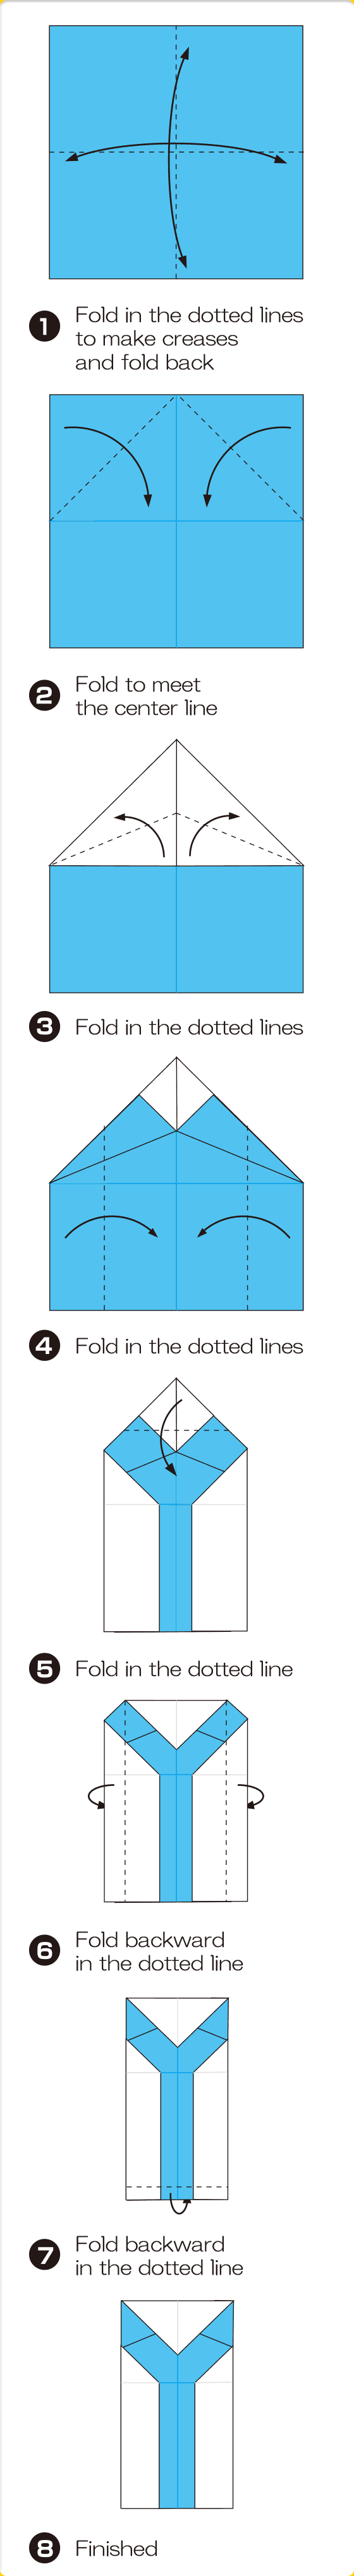 1 Fold in the dotted lines
to make creases
and fold back
2 Fold to meet
the center line
3 Fold in the dotted lines
4 Fold in the dotted lines
5 Fold in the dotted line
6 Fold backward
in the dotted line
7 Fold backward
in the dotted line
8 Finished